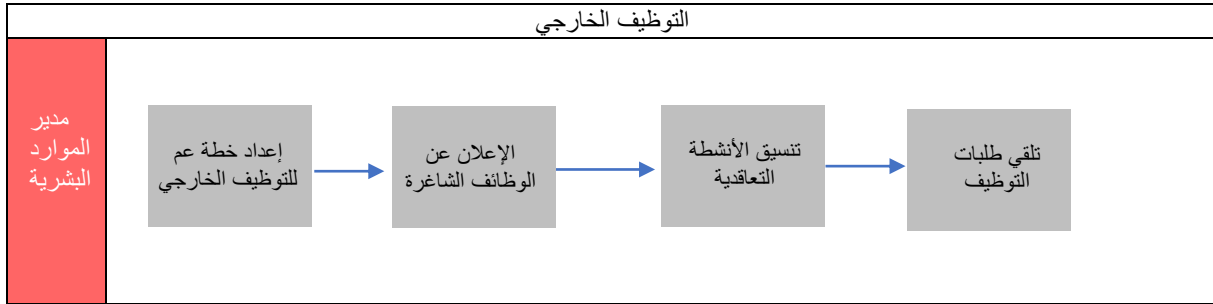 التوظيف الخارجي
مدير
الموارد
البشرية
إعداد خطة عم
للتوظيف الخارجي
الإعلان عن
الوظائف الشاغرة
تنسيق الأنشطة
التعاقدية
تلقي طلبات
التوظيف